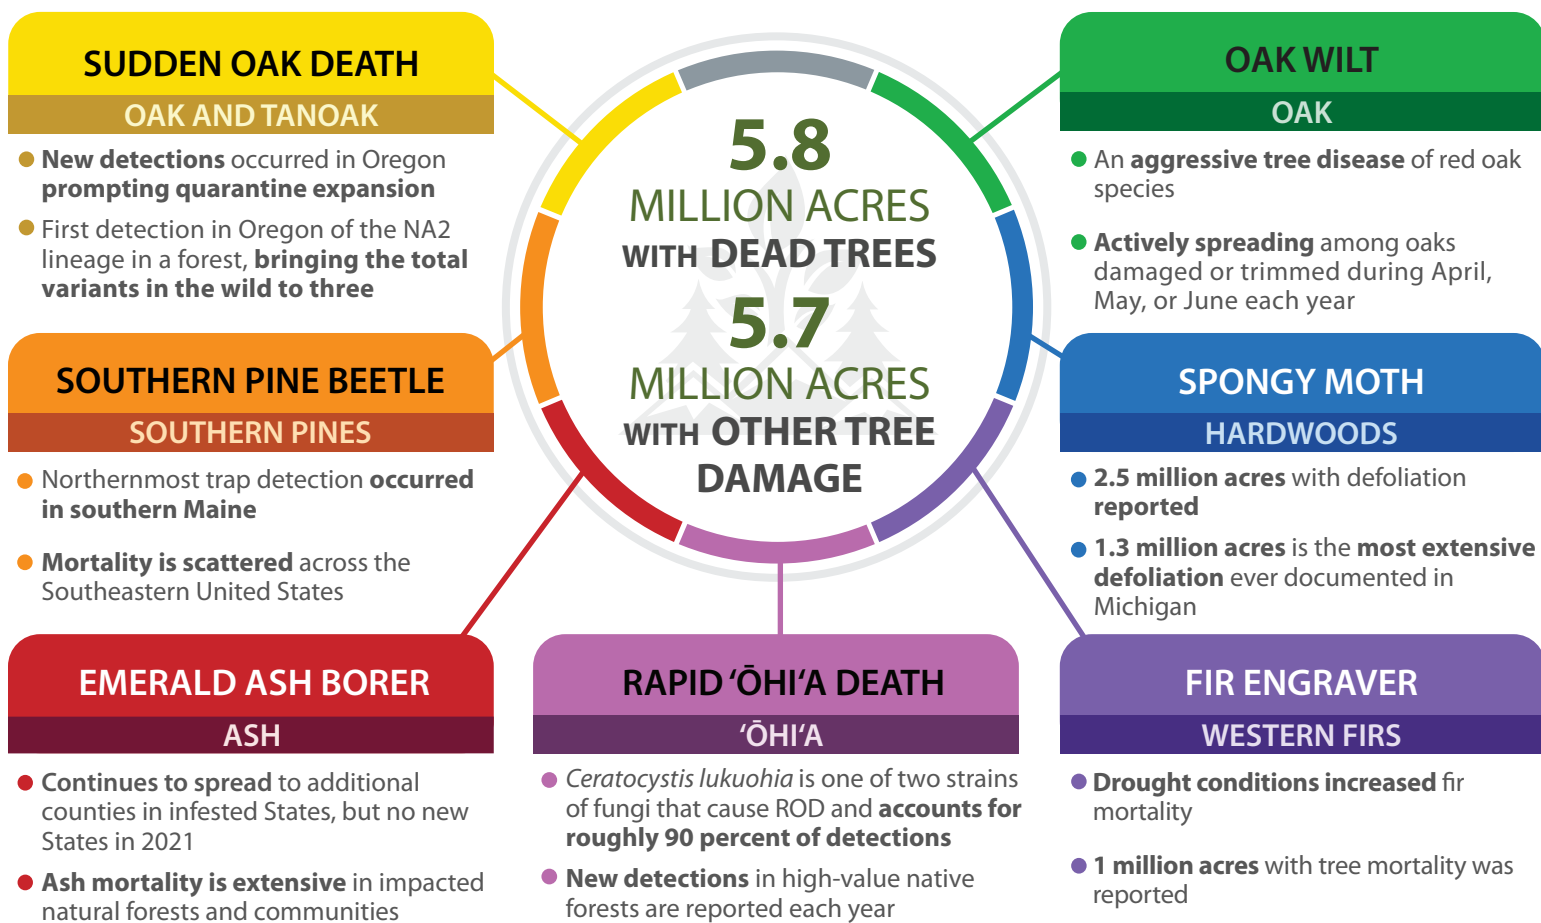 SUDDEN OAK DEATH
OAK AND TANOAK
New detections occurred in Oregon
prompting quarantine expansion
First detection in Oregon of the NA2
lineage in a forest, bringing the total
variants in the wild to three
SOUTHERN PINE BEETLE
SOUTHERN PINES
Northernmost trap detection occurred
in southern Maine
Mortality is scattered across the
Southeastern United States
EMERALD ASH BORER
ASH
Continues to spread to additional
counties in infested States, but no new
States in 2021
Ash mortality is extensive in impacted
natural forests and communities
5.8
MILLION ACRES
WITH DEAD TREES
5.7
MILLION ACRES
WITH OTHER TREE
DAMAGE
RAPID ‘ŌHI‘A DEATH
‘ŌHI‘A
Ceratocystis lukuohia is one of two strains
of fungi that cause ROD and accounts for
roughly 90 percent of detections
New detections in high-value native
forests are reported each year
OAK WILT
OAK
An aggressive tree disease of red oak
species
Actively spreading among oaks
damaged or trimmed during April,
May, or June each year
SPONGY MOTH
HARDWOODS
2.5 million acres with defoliation
reported
1.3 million acres is the most extensive
defoliation ever documented in
Michigan
FIR ENGRAVER
WESTERN FIRS
Drought conditions increased fir
mortality
1 million acres with tree mortality was
reported